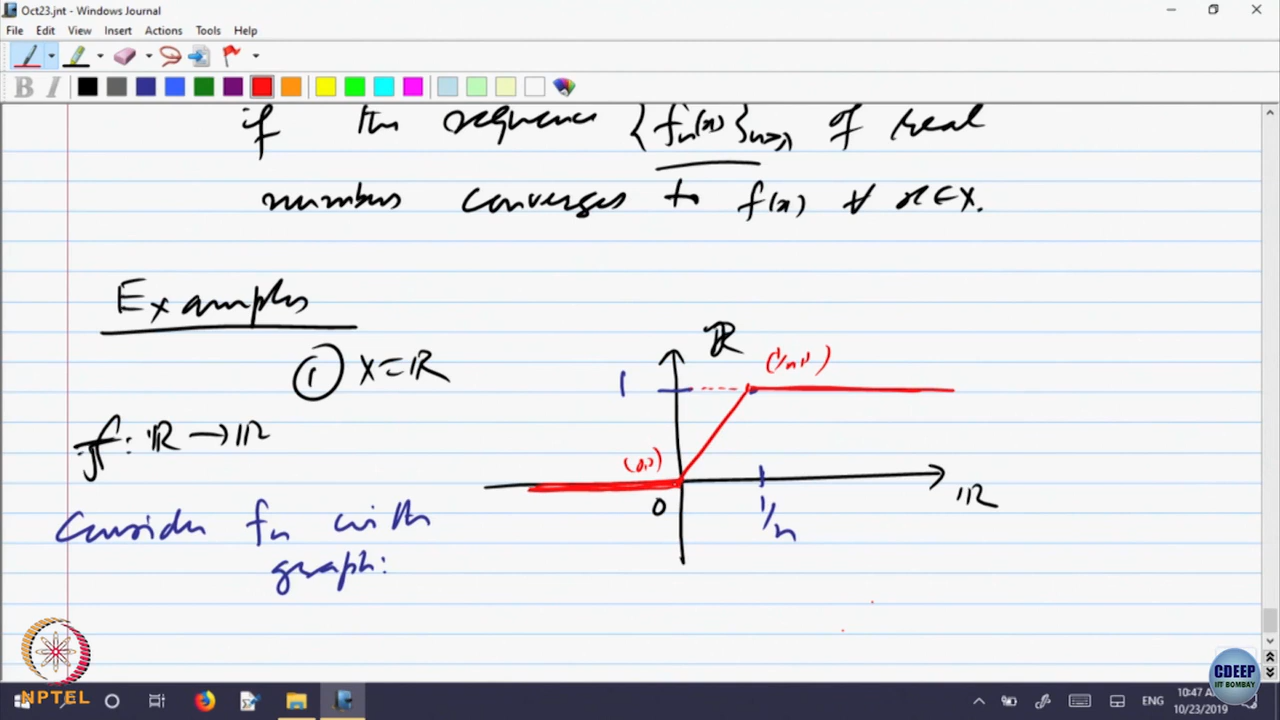 Oct23.jnt - Windows Journal
File Edit View Insert Actions Tools Help
B I
if the sequence {fn(x)}n≥1 of real
numbers converges to f(x) ∀ x∈X.
Examples
① X=ℝ
f: ℝ → ℝ
Consider fn with
graph:
ℝ
1
(1/n,1)
(0,0)
0
1/n
ℝ
NPTEL
CDEEP
IIT BOMBAY
ENG
10:47 A
10/23/2019